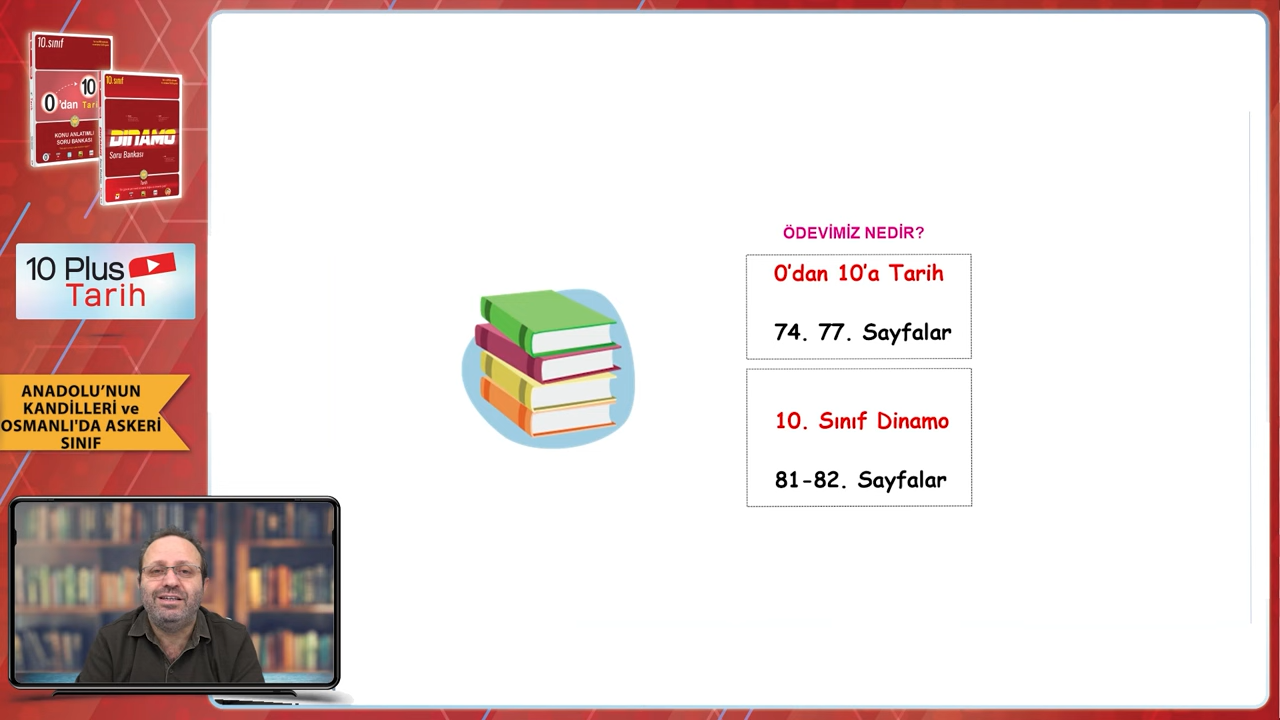 10.sınıf
0'dan 10
Tari
KONU ANLATIMLI
SORU BANKASI
10.sınıf
DİNAMO
Soru Bankası
Tarih
10 Plus
Tarih
ANADOLU'NUN
KANDİLLERİ ve
OSMANLI'DA ASKERİ
SINIF
ÖDEVİMİZ NEDİR?
0'dan 10'a Tarih
74. 77. Sayfalar
10. Sınıf Dinamo
81-82. Sayfalar